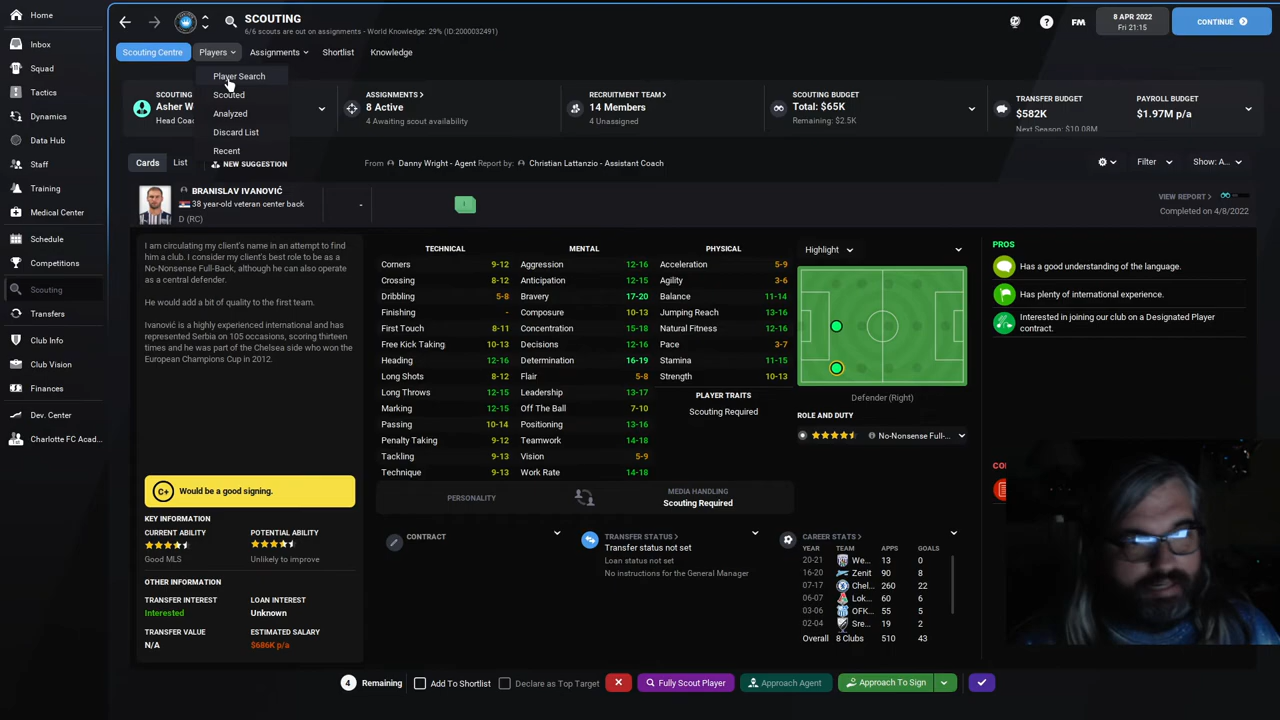 Home
SCOUTING
6/6 scouts are out on assignments - World Knowledge: 29% (ID:2000032491)
FM
8 APR 2022
Fri 21:15
CONTINUE
Inbox
Squad
Tactics
Dynamics
Data Hub
Staff
Training
Medical Center
Schedule
Competitions
Scouting
Transfers
Club Info
Club Vision
Finances
Dev. Center
Charlotte FC Acad...
Scouting Centre
Players
Assignments
Shortlist
Knowledge
Player Search
Scouted
Analyzed
Discard List
Recent
SCOUTING
Asher W
Head Coa
ASSIGNMENTS >
8 Active
4 Awaiting scout availability
RECRUITMENT TEAM >
14 Members
4 Unassigned
SCOUTING BUDGET
Total: $65K
Remaining: $2.5K
TRANSFER BUDGET
$582K
Next Season: $10.08M
PAYROLL BUDGET
$1.97M p/a
Cards
List
NEW SUGGESTION
From
Danny Wright - Agent
Report by:
Christian Lattanzio - Assistant Coach
Filter
Show: A...
BRANISLAV IVANOVIĆ
38 year-old veteran center back
D (RC)
-
VIEW REPORT >
Completed on 4/8/2022
I am circulating my client's name in an attempt to find
him a club. I consider my client's best role to be as a
No-Nonsense Full-Back, although he can also operate
as a central defender.
He would add a bit of quality to the first team.
Ivanović is a highly experienced international and has
represented Serbia on 105 occasions, scoring thirteen
times and he was part of the Chelsea side who won the
European Champions Cup in 2012.
C+
Would be a good signing.
KEY INFORMATION
CURRENT ABILITY
Good MLS
POTENTIAL ABILITY
Unlikely to improve
OTHER INFORMATION
TRANSFER INTEREST
Interested
LOAN INTEREST
Unknown
TRANSFER VALUE
N/A
ESTIMATED SALARY
$686K p/a
TECHNICAL
Corners 9-12
Crossing 8-12
Dribbling 5-8
Finishing -
First Touch 8-11
Free Kick Taking 10-13
Heading 12-16
Long Shots 8-12
Long Throws 12-15
Marking 12-15
Passing 10-14
Penalty Taking 9-12
Tackling 9-13
Technique 9-13
MENTAL
Aggression 12-16
Anticipation 12-15
Bravery 17-20
Composure 10-13
Concentration 15-18
Decisions 12-16
Determination 16-19
Flair 5-8
Leadership 13-17
Off The Ball 7-10
Positioning 13-16
Teamwork 14-18
Vision 5-9
Work Rate 14-18
PHYSICAL
Acceleration 5-9
Agility 3-6
Balance 11-14
Jumping Reach 13-16
Natural Fitness 12-16
Pace 3-7
Stamina 11-15
Strength 10-13
PLAYER TRAITS
Scouting Required
PERSONALITY
MEDIA HANDLING
Scouting Required
Highlight
Defender (Right)
ROLE AND DUTY
No-Nonsense Full-...
PROS
Has a good understanding of the language.
Has plenty of international experience.
Interested in joining our club on a Designated Player
contract.
CONTRACT
TRANSFER STATUS >
Transfer status not set
Loan status not set
No instructions for the General Manager
CAREER STATS >
YEAR TEAM APPS GOALS
20-21 We... 13 0
16-20 Zenit 90 8
07-17 Chel... 260 22
06-07 Lok... 60 6
03-06 OFK... 55 5
02-04 Sre... 19 2
Overall 8 Clubs 510 43
4 Remaining
Add To Shortlist
Declare as Top Target
Fully Scout Player
Approach Agent
Approach To Sign